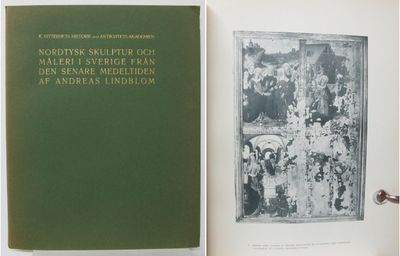 K. VITTERHETS HISTORIE OCH ANTIKVITETS AKADEMIEN
NORDTYSK SKULPTUR OCH
MÅLERI I SVERIGE FRÅN
DEN SENARE MEDELTIDEN
AF ANDREAS LINDBLOM